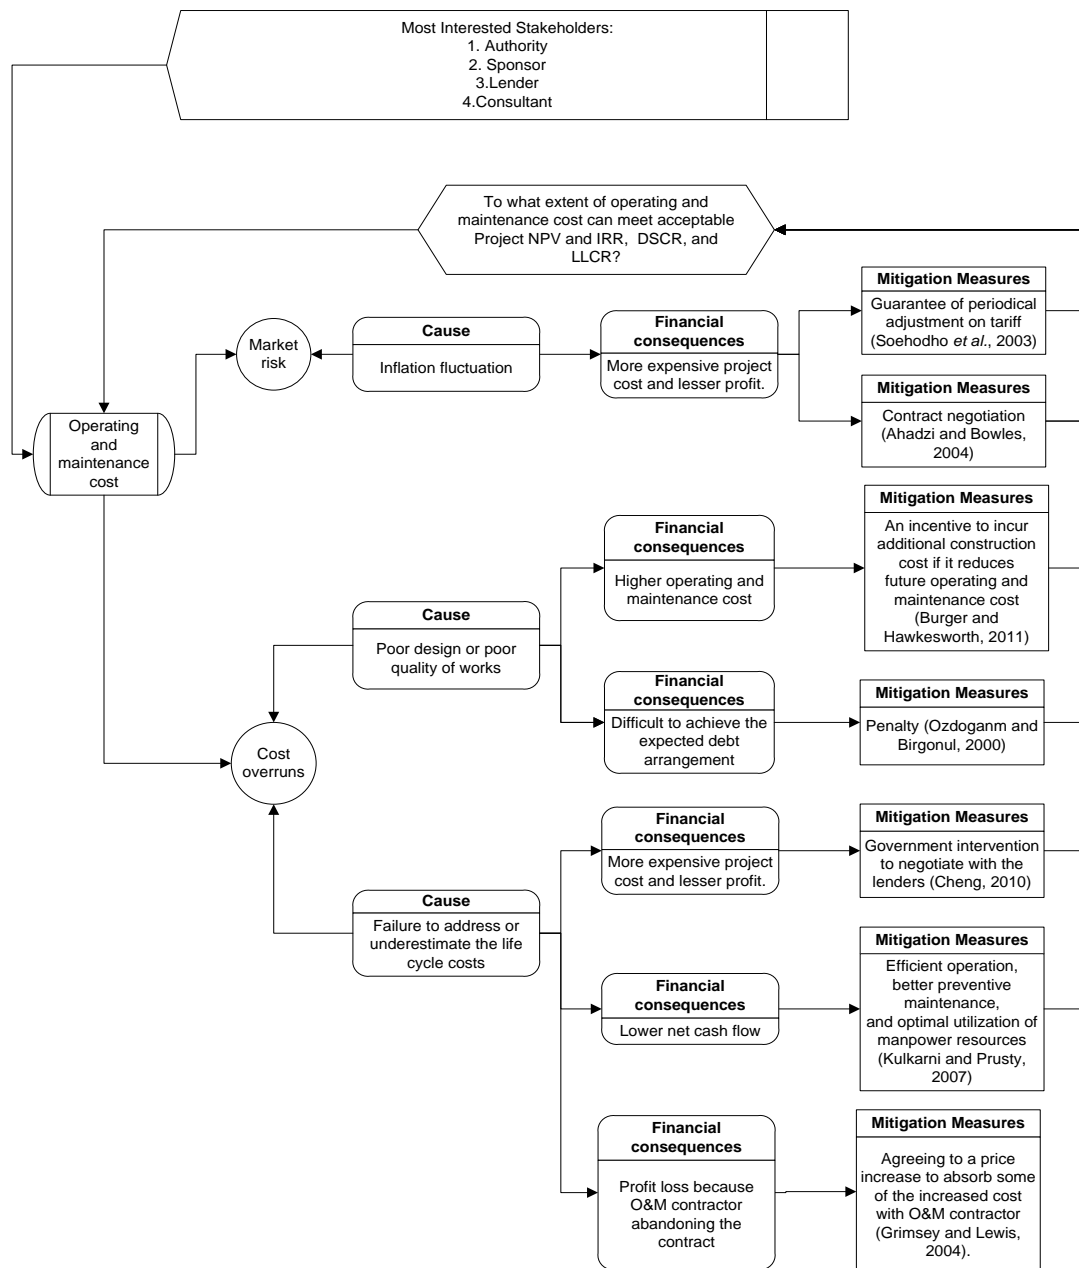 Most Interested Stakeholders:
1. Authority
2. Sponsor
3.Lender
4.Consultant
To what extent of operating and
maintenance cost can meet acceptable
Project NPV and IRR,  DSCR, and
LLCR?
Operating
and
maintenance
cost
Market
risk
Cause
Inflation fluctuation
Financial
consequences
More expensive project
cost and lesser profit.
Mitigation Measures
Guarantee of periodical
adjustment on tariff
(Soehodho et al., 2003)
Mitigation Measures
Contract negotiation
(Ahadzi and Bowles,
2004)
Cost
overruns
Cause
Poor design or poor
quality of works
Financial
consequences
Higher operating and
maintenance cost
Mitigation Measures
An incentive to incur
additional construction
cost if it reduces
future operating and
maintenance cost
(Burger and
Hawkesworth, 2011)
Financial
consequences
Difficult to achieve the
expected debt
arrangement
Mitigation Measures
Penalty (Ozdoganm and
Birgonul, 2000)
Cause
Failure to address or
underestimate the life
cycle costs
Financial
consequences
More expensive project
cost and lesser profit.
Mitigation Measures
Government intervention
to negotiate with the
lenders (Cheng, 2010)
Financial
consequences
Lower net cash flow
Mitigation Measures
Efficient operation,
better preventive
maintenance,
and optimal utilization of
manpower resources
(Kulkarni and Prusty,
2007)
Financial
consequences
Profit loss because
O&M contractor
abandoning the
contract
Mitigation Measures
Agreeing to a price
increase to absorb some
of the increased cost
with O&M contractor
(Grimsey and Lewis,
2004).